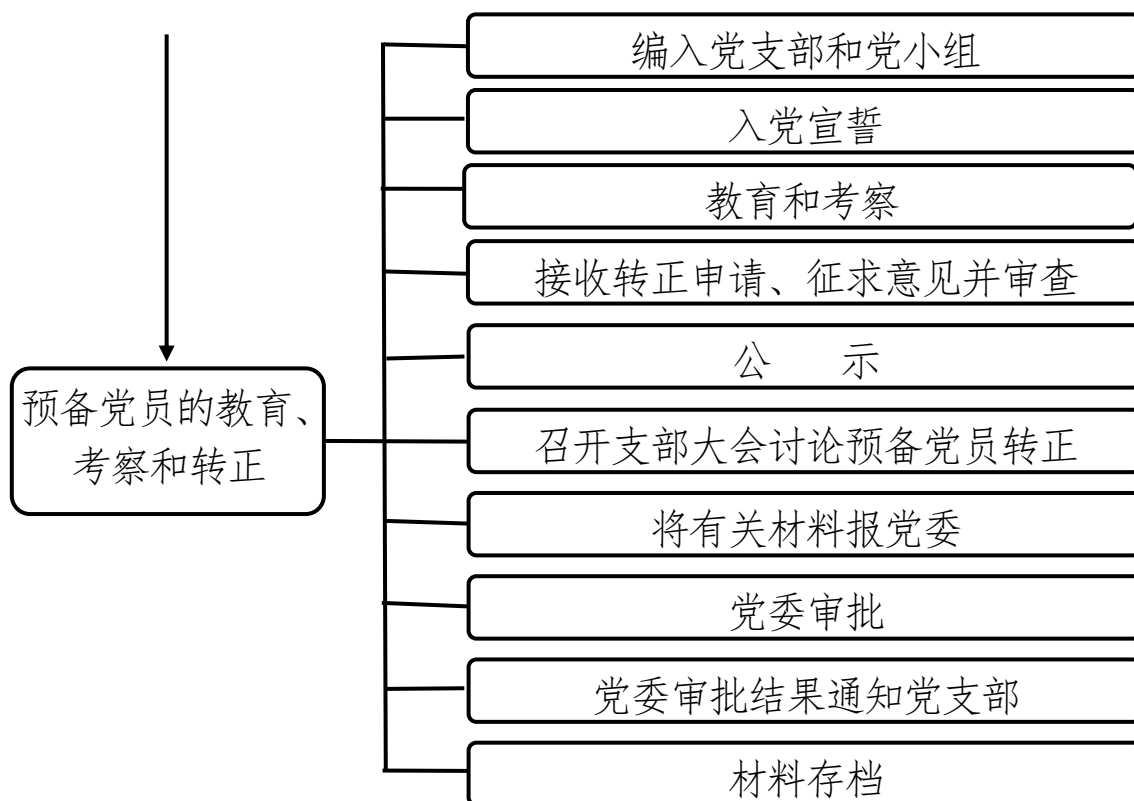 编入党支部和党小组
入党宣誓
教育和考察
接收转正申请、征求意见并审查
公 示
预备党员的教育、
考察和转正
召开支部大会讨论预备党员转正
将有关材料报党委
党委审批
党委审批结果通知党支部
材料存档